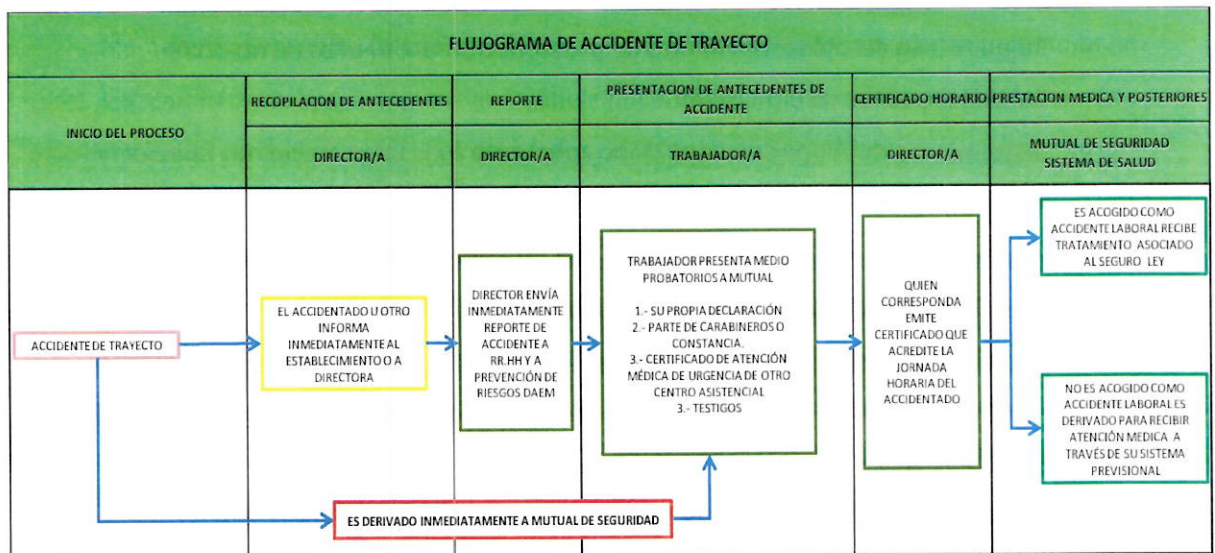 FLUJOGRAMA DE ACCIDENTE DE TRAYECTO
INICIO DEL PROCESO
RECOPILACION DE ANTECEDENTES
REPORTE
PRESENTACION DE ANTECEDENTES DE
ACCIDENTE
CERTIFICADO HORARIO
PRESTACION MEDICA Y POSTERIORES
DIRECTOR/A
DIRECTOR/A
TRABAJADOR/A
DIRECTOR/A
MUTUAL DE SEGURIDAD
SISTEMA DE SALUD
ACCIDENTE DE TRAYECTO
EL ACCIDENTADO U OTRO
INFORMA
INMEDIATAMENTE AL
ESTABLECIMIENTO O A
DIRECTORA
DIRECTOR ENVÍA
INMEDIATAMENTE
REPORTE DE
ACCIDENTE A
RR.HH Y A
PREVENCIÓN DE
RIESGOS DAEM
TRABAJADOR PRESENTA MEDIO
PROBATORIOS A MUTUAL
1.- SU PROPIA DECLARACIÓN
2.- PARTE DE CARABINEROS O
CONSTANCIA.
3.- CERTIFICADO DE ATENCIÓN
MÉDICA DE URGENCIA DE OTRO
CENTRO ASISTENCIAL
3.- TESTIGOS
QUIEN
CORRESPONDA
EMITE
CERTIFICADO QUE
ACREDITE LA
JORNADA
HORARIA DEL
ACCIDENTADO
ES ACOGIDO COMO
ACCIDENTE LABORAL RECIBE
TRATAMIENTO ASOCIADO
AL SEGURO LEY
NO ES ACOGIDO COMO
ACCIDENTE LABORAL ES
DERIVADO PARA RECIBIR
ATENCIÓN MEDICA A
TRAVÉS DE SU SISTEMA
PREVISIONAL
ES DERIVADO INMEDIATAMENTE A MUTUAL DE SEGURIDAD